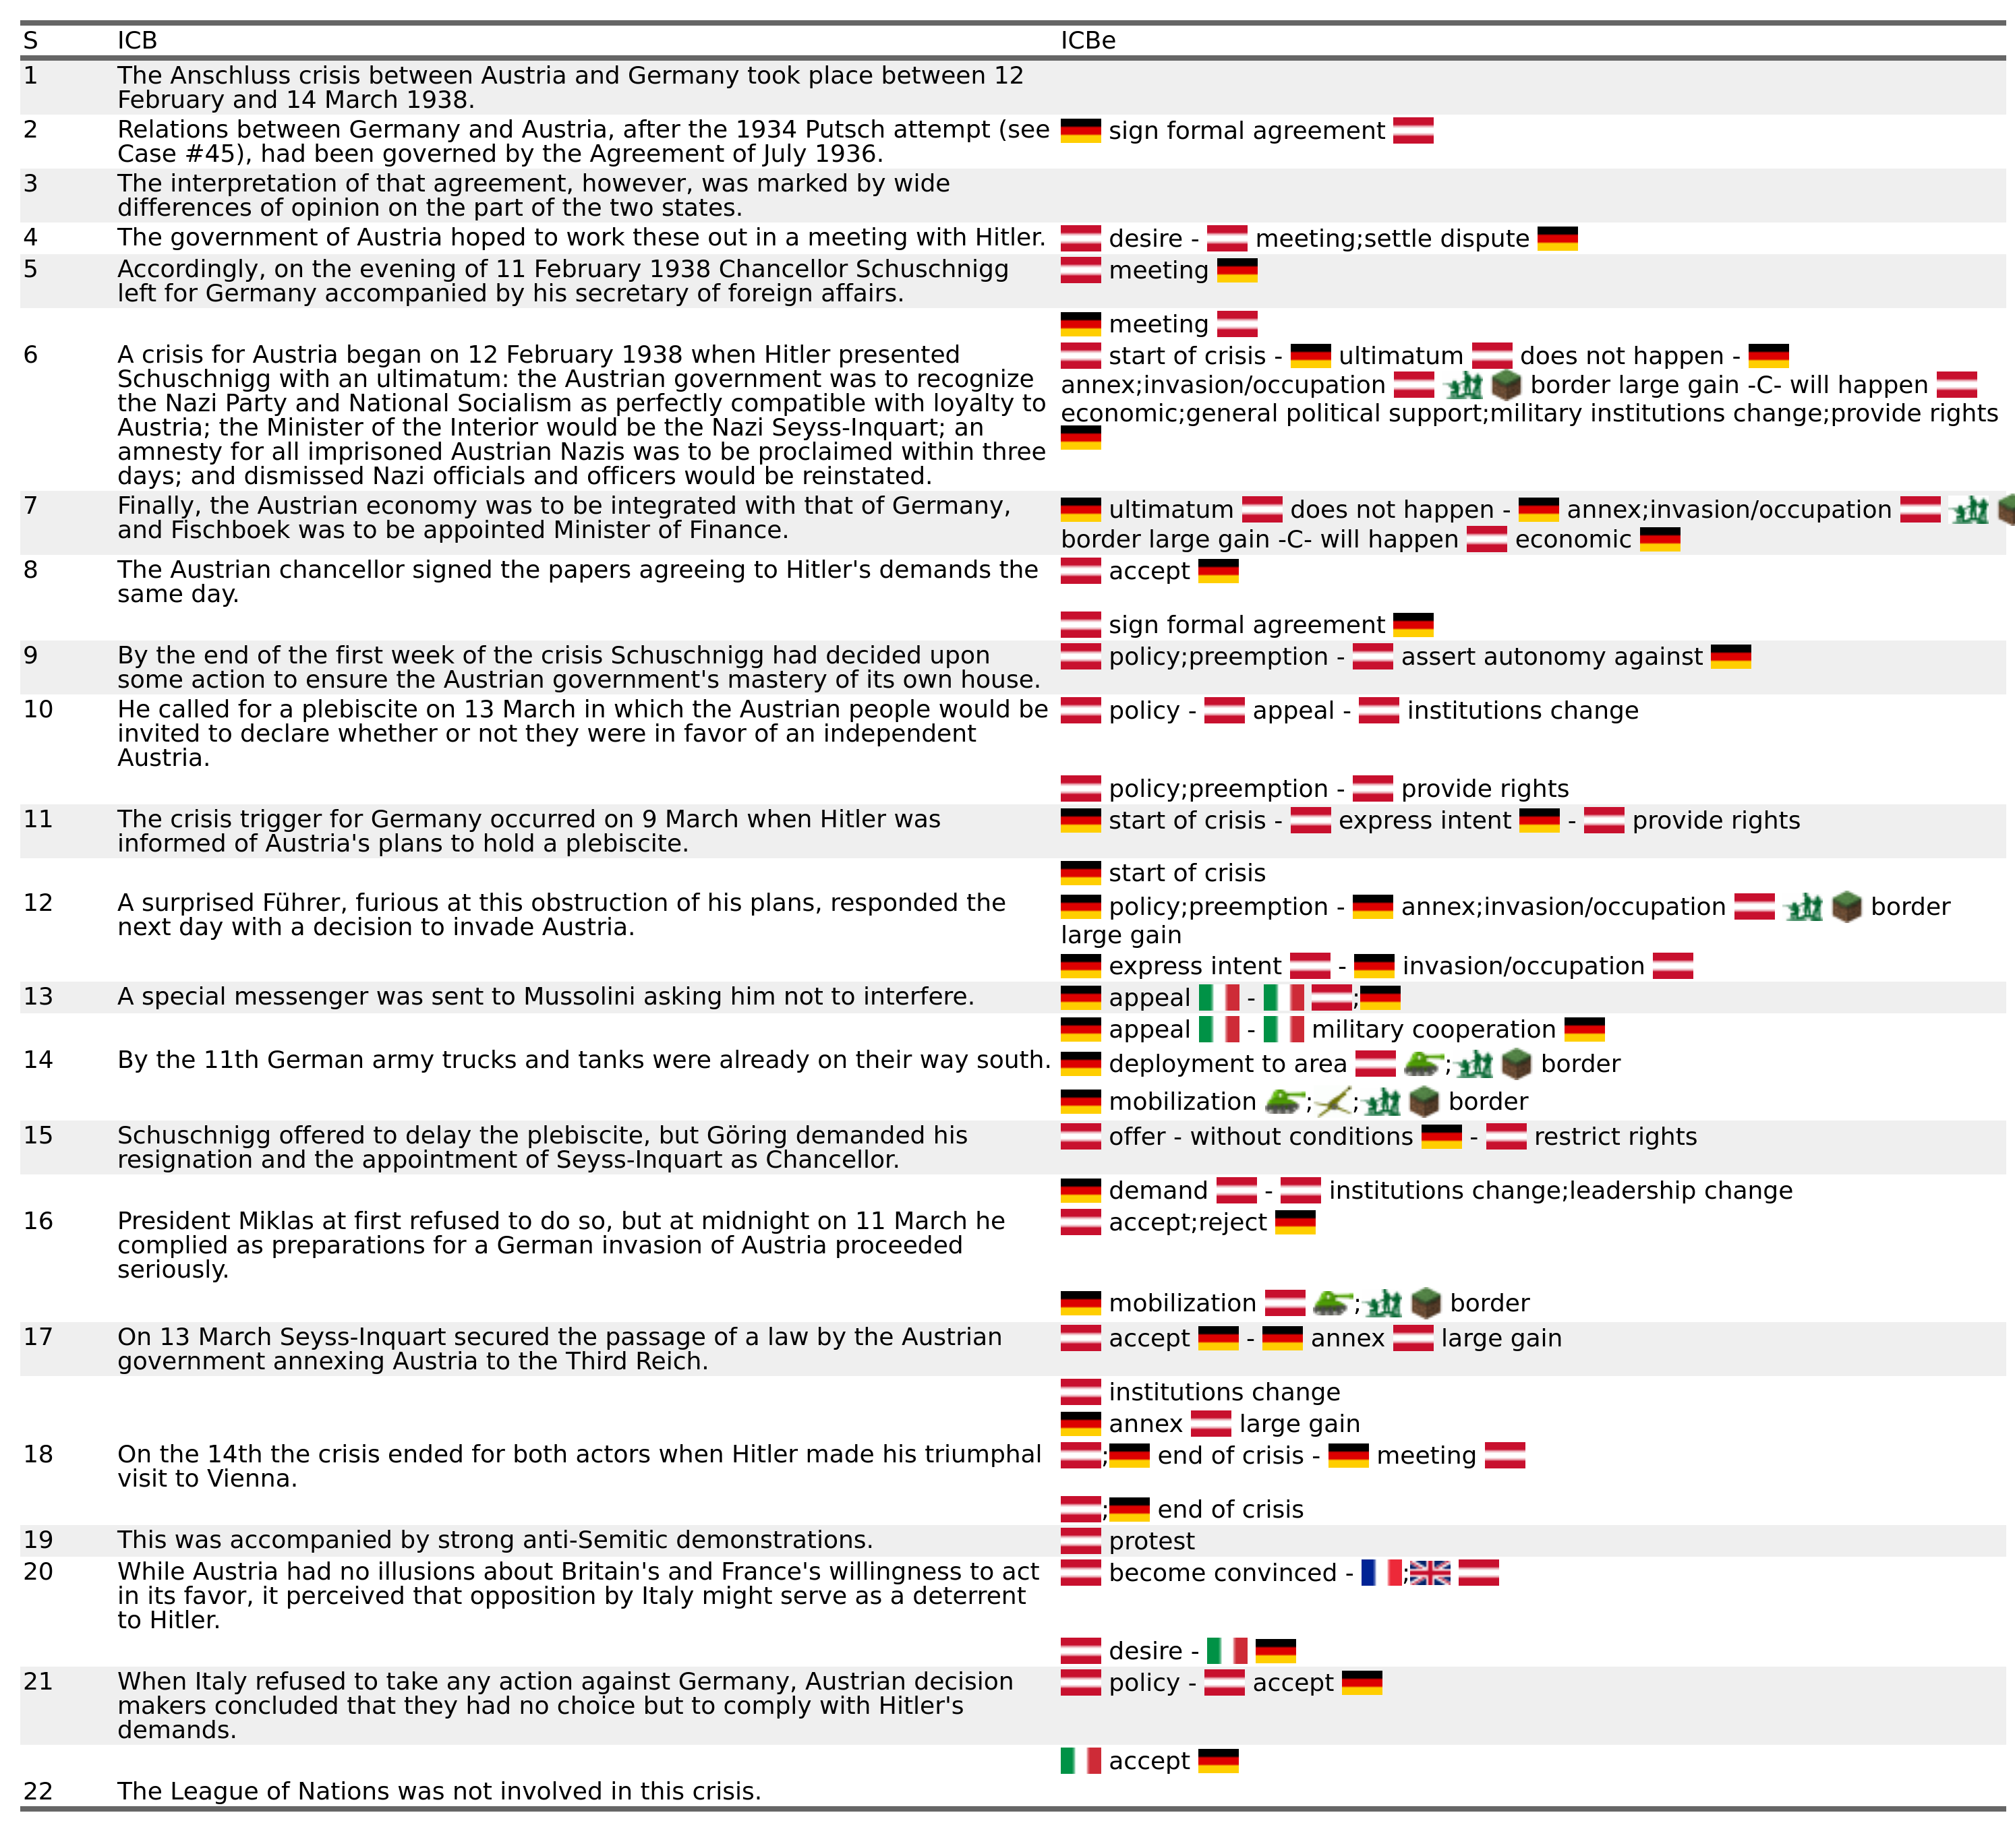 S ICB ICBe
1 The Anschluss crisis between Austria and Germany took place between 12
February and 14 March 1938.
2 Relations between Germany and Austria, after the 1934 Putsch attempt (see sign formal agreement
Case #45), had been governed by the Agreement of July 1936.
3 The interpretation of that agreement, however, was marked by wide
differences of opinion on the part of the two states.
4 The government of Austria hoped to work these out in a meeting with Hitler. desire - meeting;settle dispute
5 Accordingly, on the evening of 11 February 1938 Chancellor Schuschnigg meeting
left for Germany accompanied by his secretary of foreign affairs.
meeting
6 A crisis for Austria began on 12 February 1938 when Hitler presented start of crisis - ultimatum does not happen -
Schuschnigg with an ultimatum: the Austrian government was to recognize annex;invasion/occupation border large gain -C- will happen
the Nazi Party and National Socialism as perfectly compatible with loyalty to economic;general political support;military institutions change;provide rights
Austria; the Minister of the Interior would be the Nazi Seyss-Inquart; an
amnesty for all imprisoned Austrian Nazis was to be proclaimed within three
days; and dismissed Nazi officials and officers would be reinstated.
7 Finally, the Austrian economy was to be integrated with that of Germany, ultimatum does not happen - annex;invasion/occupation
and Fischboek was to be appointed Minister of Finance. border large gain -C- will happen economic
8 The Austrian chancellor signed the papers agreeing to Hitler's demands the accept
same day.
sign formal agreement
9 By the end of the first week of the crisis Schuschnigg had decided upon policy;preemption - assert autonomy against
some action to ensure the Austrian government's mastery of its own house.
10 He called for a plebiscite on 13 March in which the Austrian people would be policy - appeal - institutions change
invited to declare whether or not they were in favor of an independent
Austria.
policy;preemption - provide rights
11 The crisis trigger for Germany occurred on 9 March when Hitler was start of crisis - express intent - provide rights
informed of Austria's plans to hold a plebiscite.
start of crisis
12 A surprised Führer, furious at this obstruction of his plans, responded the policy;preemption - annex;invasion/occupation border
next day with a decision to invade Austria. large gain
express intent - invasion/occupation
13 A special messenger was sent to Mussolini asking him not to interfere. appeal - ;
appeal - military cooperation
14 By the 11th German army trucks and tanks were already on their way south. deployment to area ; border
mobilization ; ; border
15 Schuschnigg offered to delay the plebiscite, but Göring demanded his offer - without conditions - restrict rights
resignation and the appointment of Seyss-Inquart as Chancellor.
demand - institutions change;leadership change
16 President Miklas at first refused to do so, but at midnight on 11 March he accept;reject
complied as preparations for a German invasion of Austria proceeded
seriously.
mobilization ; border
17 On 13 March Seyss-Inquart secured the passage of a law by the Austrian accept - annex large gain
government annexing Austria to the Third Reich.
institutions change
annex large gain
18 On the 14th the crisis ended for both actors when Hitler made his triumphal ; end of crisis - meeting
visit to Vienna.
; end of crisis
19 This was accompanied by strong anti-Semitic demonstrations. protest
20 While Austria had no illusions about Britain's and France's willingness to act become convinced - ;
in its favor, it perceived that opposition by Italy might serve as a deterrent
to Hitler.
desire -
21 When Italy refused to take any action against Germany, Austrian decision policy - accept
makers concluded that they had no choice but to comply with Hitler's
demands.
accept
22 The League of Nations was not involved in this crisis.